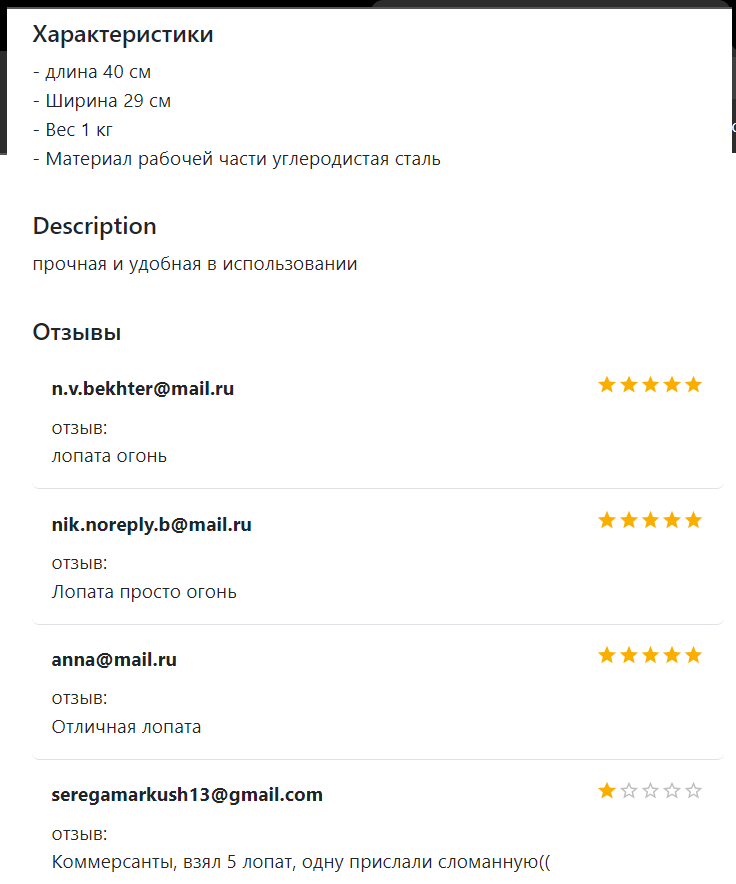 Характеристики
- длина 40 см
- Ширина 29 см
- Вес 1 кг
- Материал рабочей части углеродистая сталь
Description
прочная и удобная в использовании
Отзывы
n.v.bekhter@mail.ru
отзыв:
лопата огонь
nik.noreply.b@mail.ru
отзыв:
Лопата просто огонь
anna@mail.ru
отзыв:
Отличная лопата
seregamarkush13@gmail.com
отзыв:
Коммерсанты, взял 5 лопат, одну прислали сломанную((